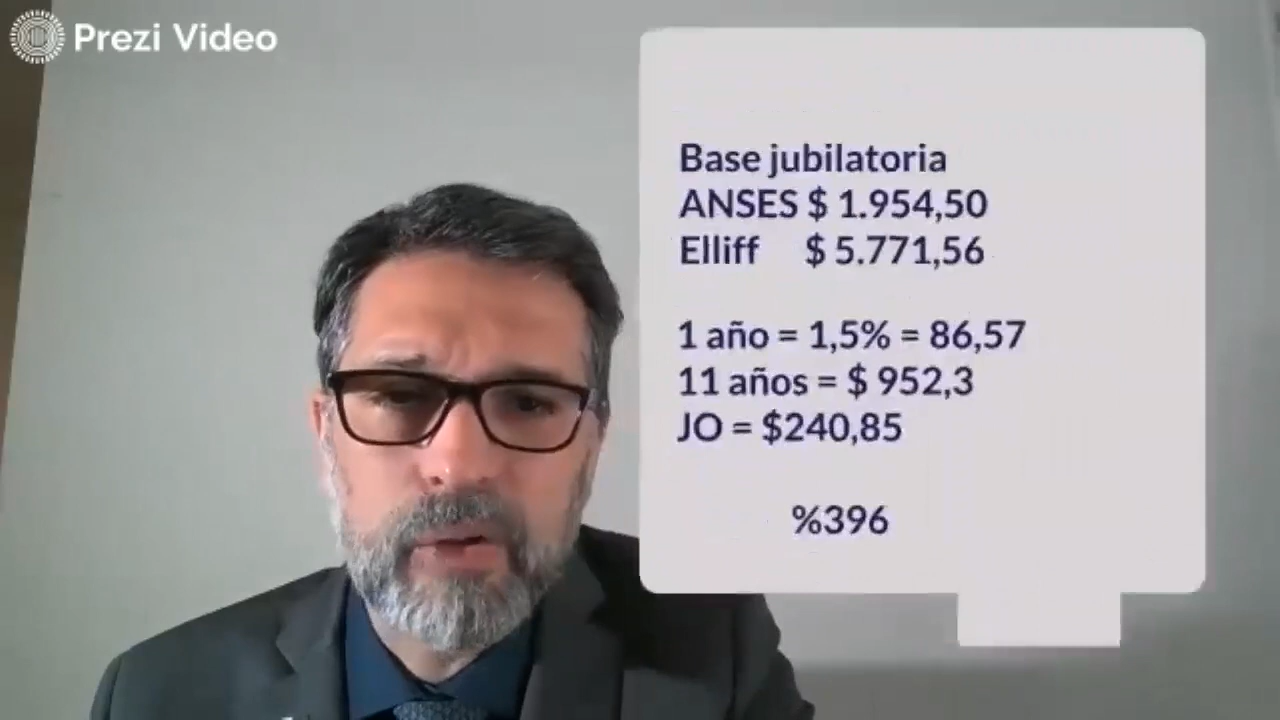 Prezi Video
Base jubilatoria
ANSES $ 1.954,50
Elliff $ 5.771,56
1 año = 1,5% = 86,57
11 años = $ 952,3
JO = $240,85
%396